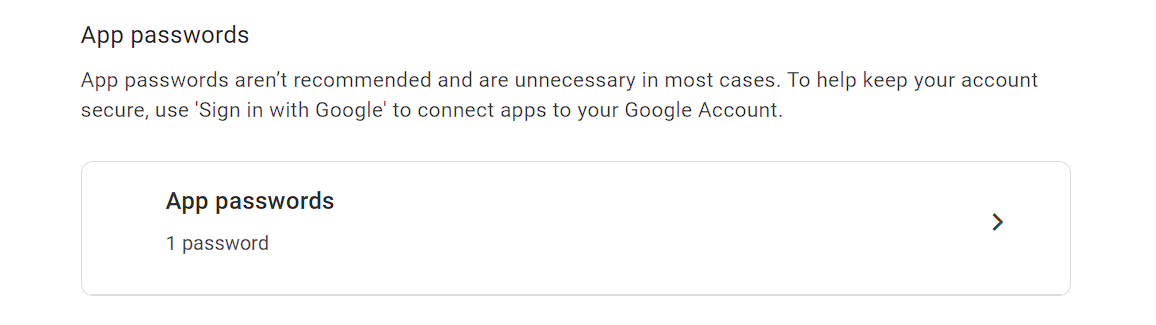 App passwords
App passwords aren’t recommended and are unnecessary in most cases. To help keep your account
secure, use 'Sign in with Google' to connect apps to your Google Account.
App passwords
1 password